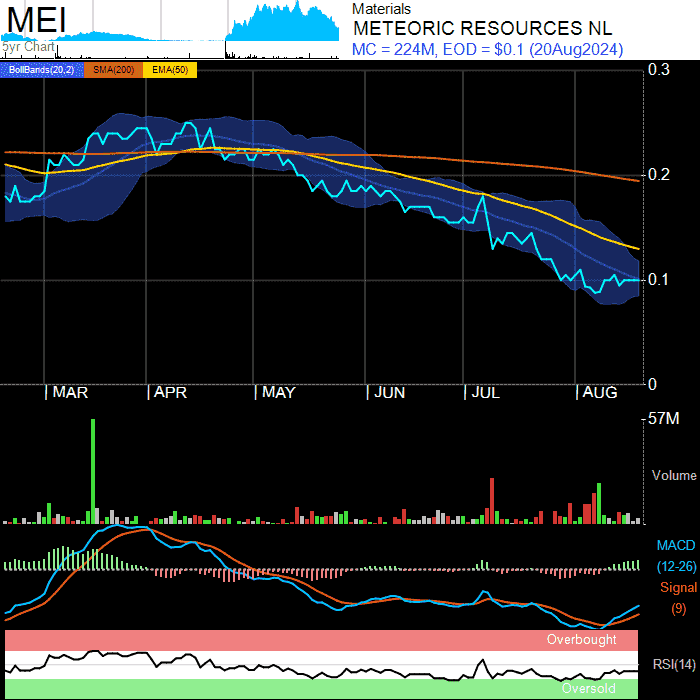 MEI
5yr Chart
Materials
METEORIC RESOURCES NL
MC = 224M, EOD = $0.1 (20Aug2024)
BollBands(20,2) SMA(200) EMA(50)
0.3
0.2
0.1
0
MAR APR MAY JUN JUL AUG
57M
Volume
MACD
(12-26)
Signal
(9)
Overbought
RSI(14)
Oversold